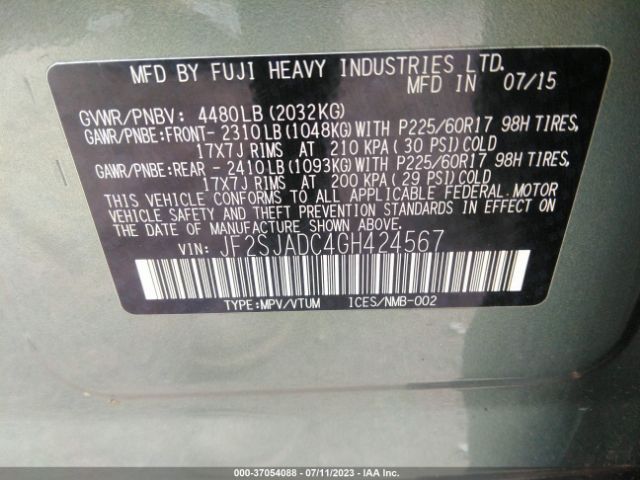 MFD BY FUJI HEAVY INDUSTRIES LTD.
MFD IN 07/15
GVWR/PNBV: 4480LB(2032KG)
GAWR/PNBE:FRONT-2310LB(1048KG)WITH P225/60R17 98H TIRES,
17X7J RIMS AT 210 KPA(30 PSI)COLD
GAWR/PNBE:REAR -2410LB(1093KG)WITH P225/60R17 98H TIRES,
17X7J RIMS AT 200 KPA(29 PSI)COLD
THIS VEHICLE CONFORMS TO ALL APPLICABLE FEDERAL MOTOR
VEHICLE SAFETY AND THEFT PREVENTION STANDARDS IN EFFECT ON
THE DATE OF MANUFACTURE SHOWN ABOVE.
VIN: JF2SJADC4GH424567
TYPE:MPV/VTUM ICES/NMB-002
000-37054088 - 07/11/2023 - IAAI.com